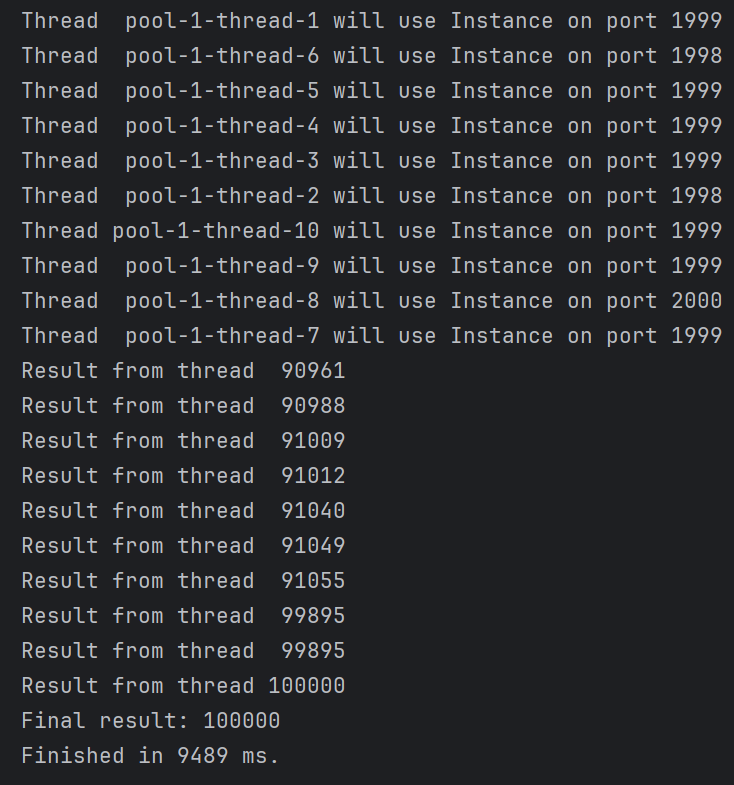 Thread  pool-1-thread-1 will use Instance on port 1999
Thread  pool-1-thread-6 will use Instance on port 1998
Thread  pool-1-thread-5 will use Instance on port 1999
Thread  pool-1-thread-4 will use Instance on port 1999
Thread  pool-1-thread-3 will use Instance on port 1999
Thread  pool-1-thread-2 will use Instance on port 1998
Thread pool-1-thread-10 will use Instance on port 1999
Thread  pool-1-thread-9 will use Instance on port 1999
Thread  pool-1-thread-8 will use Instance on port 2000
Thread  pool-1-thread-7 will use Instance on port 1999
Result from thread  90961
Result from thread  90988
Result from thread  91009
Result from thread  91012
Result from thread  91040
Result from thread  91049
Result from thread  91055
Result from thread  99895
Result from thread  99895
Result from thread 100000
Final result: 100000
Finished in 9489 ms.